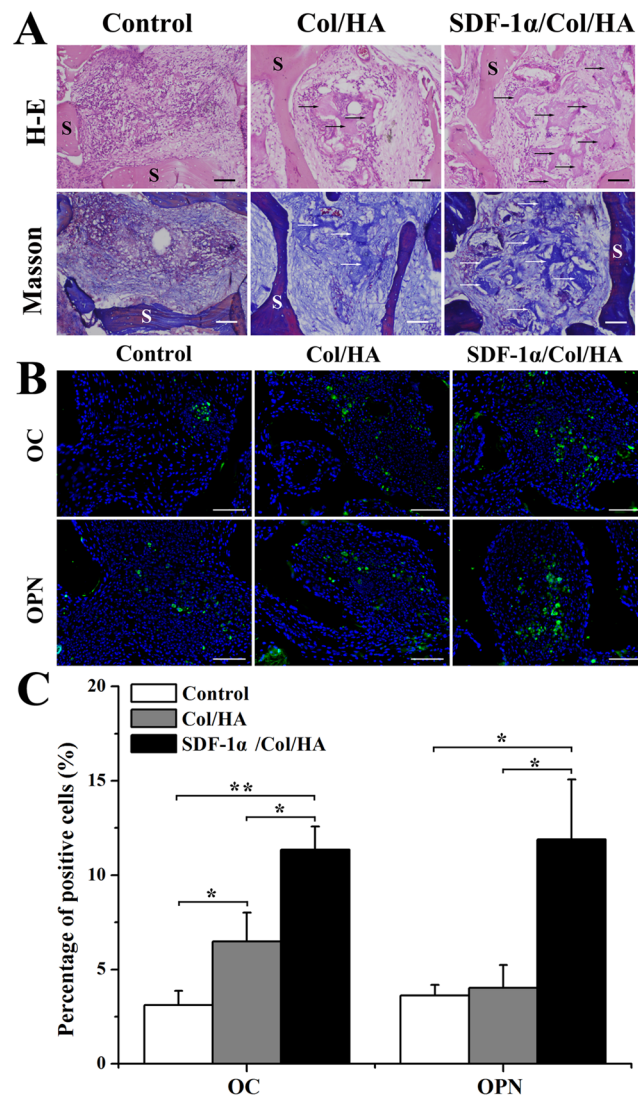 A
Control Col/HA SDF-1α/Col/HA
H-E
S
S
S
S
Masson
S
S
S
B
Control Col/HA SDF-1α/Col/HA
OC
OPN
C
Percentage of positive cells (%)
20
15
10
5
0
Control
Col/HA
SDF-1α /Col/HA
*
**
*
*
*
OC OPN